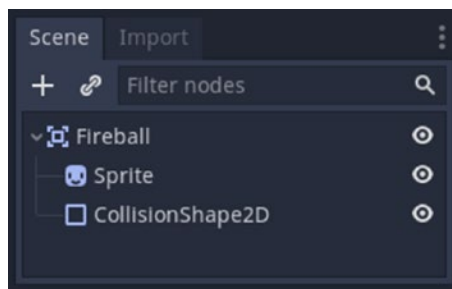 Scene Import
Filter nodes
Fireball
Sprite
CollisionShape2D